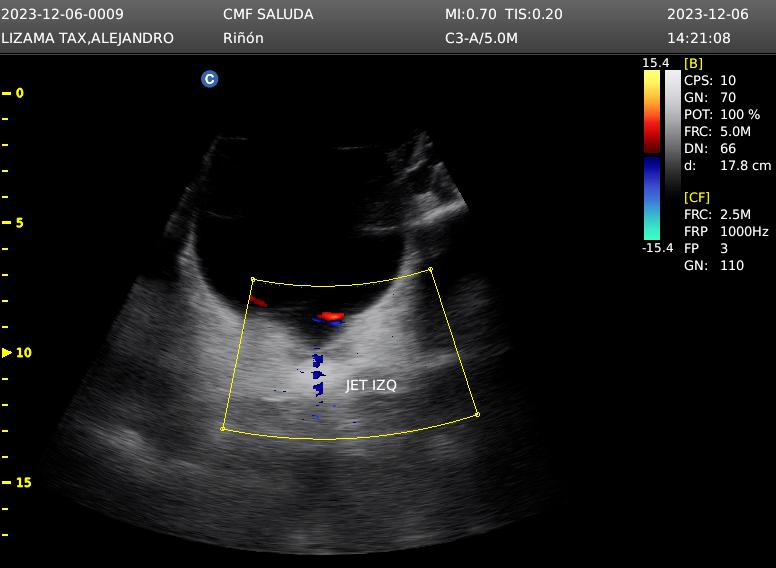 2023-12-06-0009 CMF SALUDA MI:0.70 TIS:0.20 2023-12-06
LIZAMA TAX,ALEJANDRO Riñón C3-A/5.0M 14:21:08
C
15.4 [B]
CPS: 10
GN: 70
POT: 100 %
FRC: 5.0M
DN: 66
d: 17.8 cm
[CF]
FRC: 2.5M
FRP 1000Hz
-15.4 FP 3
GN: 110
0
5
10
JET IZQ
15